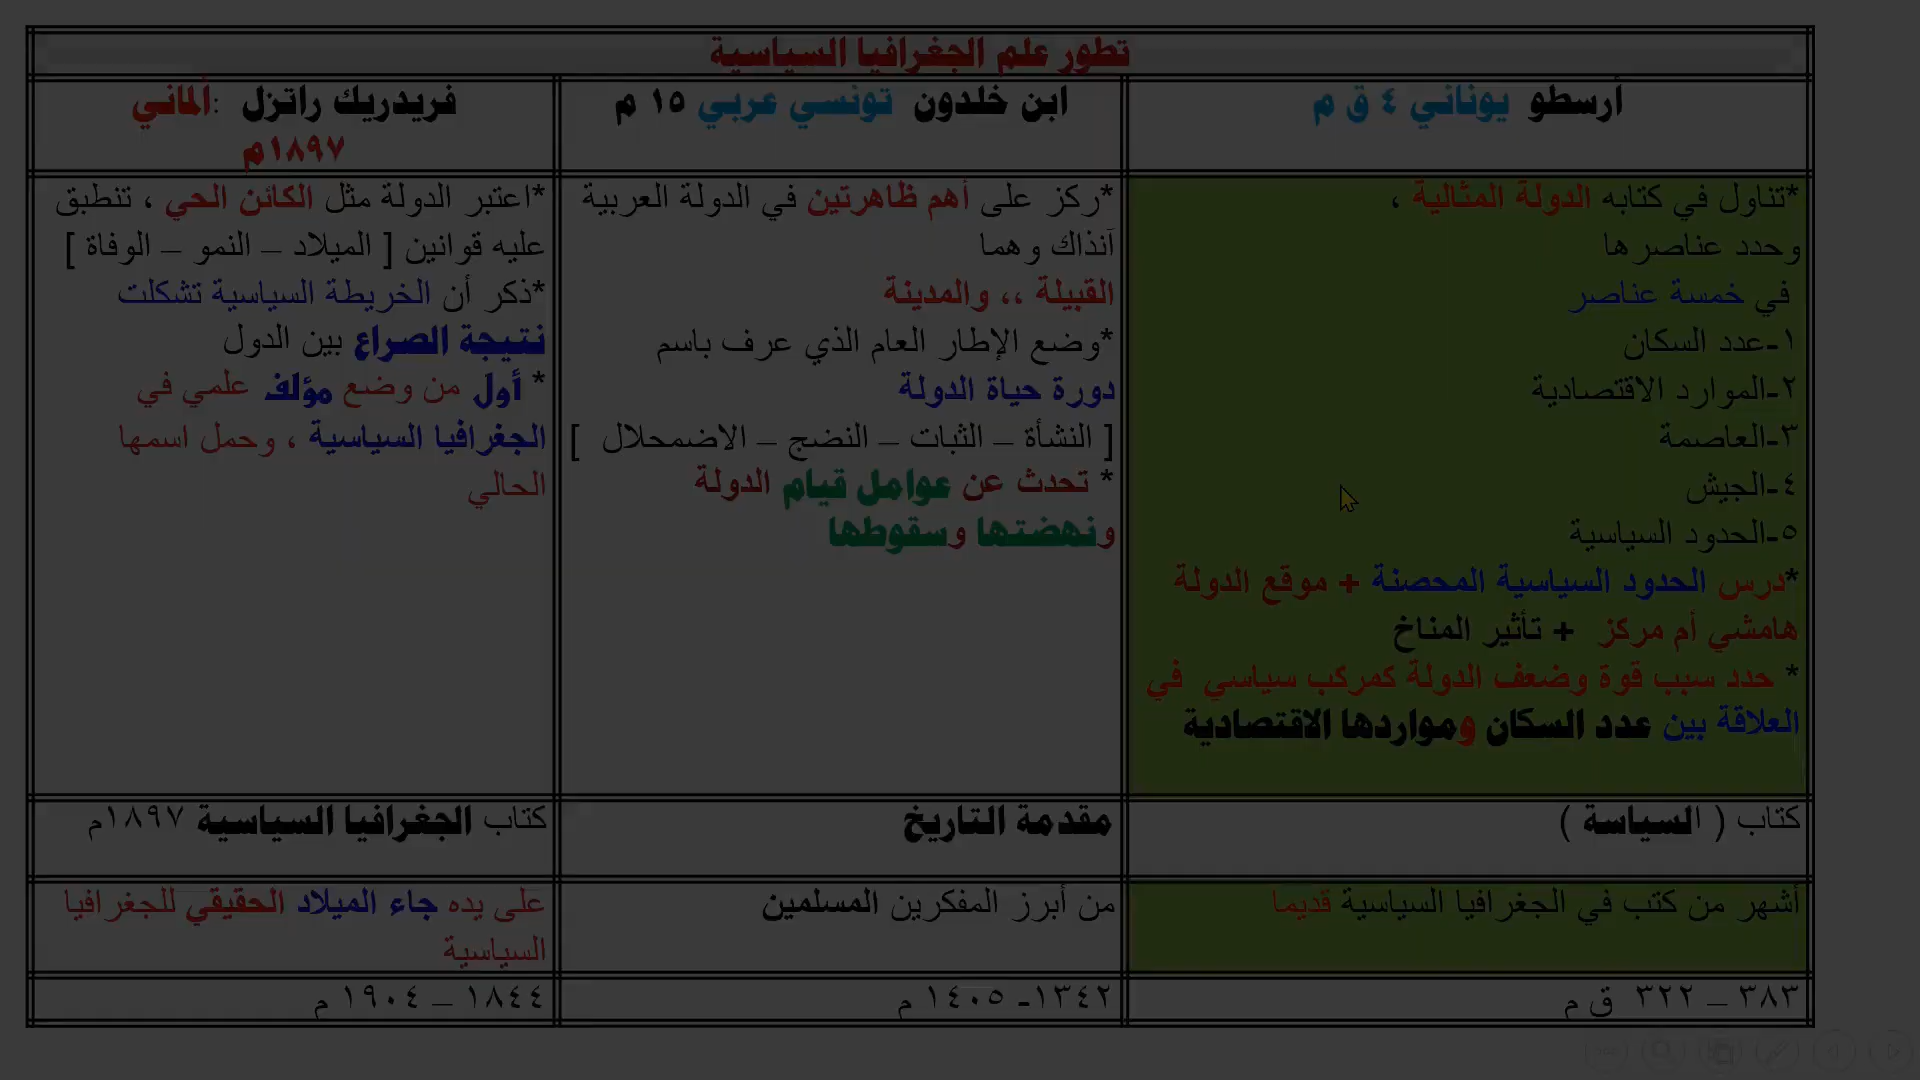 تطور علم الجغرافيا السياسية
أرسطو يوناني ٤ ق م
*تناول في كتابه الدولة المثالية ،
وحدد عناصرها
في خمسة عناصر
١-عدد السكان
٢-الموارد الاقتصادية
٣-العاصمة
٤-الجيش
٥-الحدود السياسية
*درس الحدود السياسية المحصنة + موقع الدولة
هامشي أم مركز + تأثير المناخ
* حدد سبب قوة وضعف الدولة كمركب سياسي في
العلاقة بين عدد السكان ومواردها الاقتصادية
كتاب ( السياسة )
أشهر من كتب في الجغرافيا السياسية قديما
٣٨٣ – ٣٢٢ ق م
ابن خلدون تونسي عربي ١٥ م
*ركز على أهم ظاهرتين في الدولة العربية
آنذاك وهما
القبيلة ،، والمدينة
*وضع الإطار العام الذي عرف باسم
دورة حياة الدولة
[ النشأة – الثبات – النضج – الاضمحلال ]
* تحدث عن عوامل قيام الدولة
ونهضتها وسقوطها
مقدمة التاريخ
من أبرز المفكرين المسلمين
١٣٤٢- ١٤٠٥ م
فريدريك راتزل :ألماني
١٨٩٧م
*اعتبر الدولة مثل الكائن الحي ، تنطبق
عليه قوانين [ الميلاد – النمو – الوفاة ]
*ذكر أن الخريطة السياسية تشكلت
نتيجة الصراع بين الدول
* أول من وضع مؤلف علمي في
الجغرافيا السياسية ، وحمل اسمها
الحالي
كتاب الجغرافيا السياسية ١٨٩٧م
على يده جاء الميلاد الحقيقي للجغرافيا
السياسية
١٨٤٤ – ١٩٠٤ م